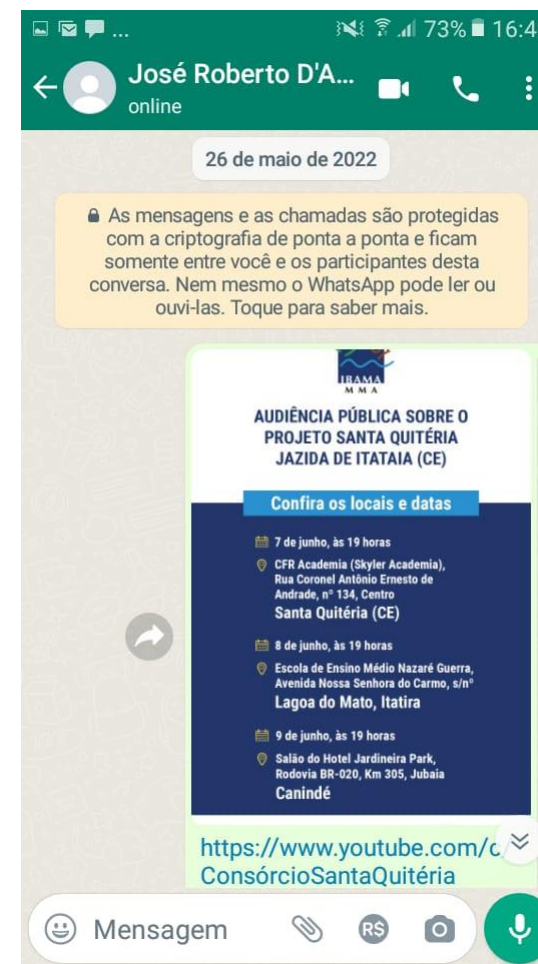 ... 73% 16:4
José Roberto D'A...
online
26 de maio de 2022
As mensagens e as chamadas são protegidas
com a criptografia de ponta a ponta e ficam
somente entre você e os participantes desta
conversa. Nem mesmo o WhatsApp pode ler ou
ouvi-las. Toque para saber mais.
IBAMA
M M A
AUDIÊNCIA PÚBLICA SOBRE O
PROJETO SANTA QUITÉRIA
JAZIDA DE ITATAIA (CE)
Confira os locais e datas
7 de junho, às 19 horas
CFR Academia (Skyler Academia),
Rua Coronel Antônio Ernesto de
Andrade, nº 134, Centro
Santa Quitéria (CE)
8 de junho, às 19 horas
Escola de Ensino Médio Nazaré Guerra,
Avenida Nossa Senhora do Carmo, s/nº
Lagoa do Mato, Itatira
9 de junho, às 19 horas
Salão do Hotel Jardineira Park,
Rodovia BR-020, Km 305, Jubaia
Canindé
https://www.youtube.com/c/
ConsórcioSantaQuitéria
Mensagem
R$